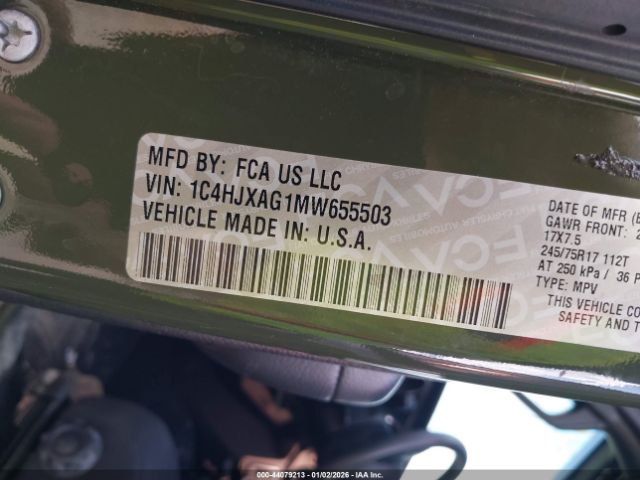 MFD BY: FCA US LLC
VIN: 1C4HJXAG1MW655503
VEHICLE MADE IN: U.S.A.
DATE OF MFR
GAWR FRONT:
17X7.5
245/75R17 112T
AT 250 kPa / 36
TYPE: MPV
THIS VEHICLE
SAFETY AND
000-44079213 - 01/02/2026 - IAA Inc.